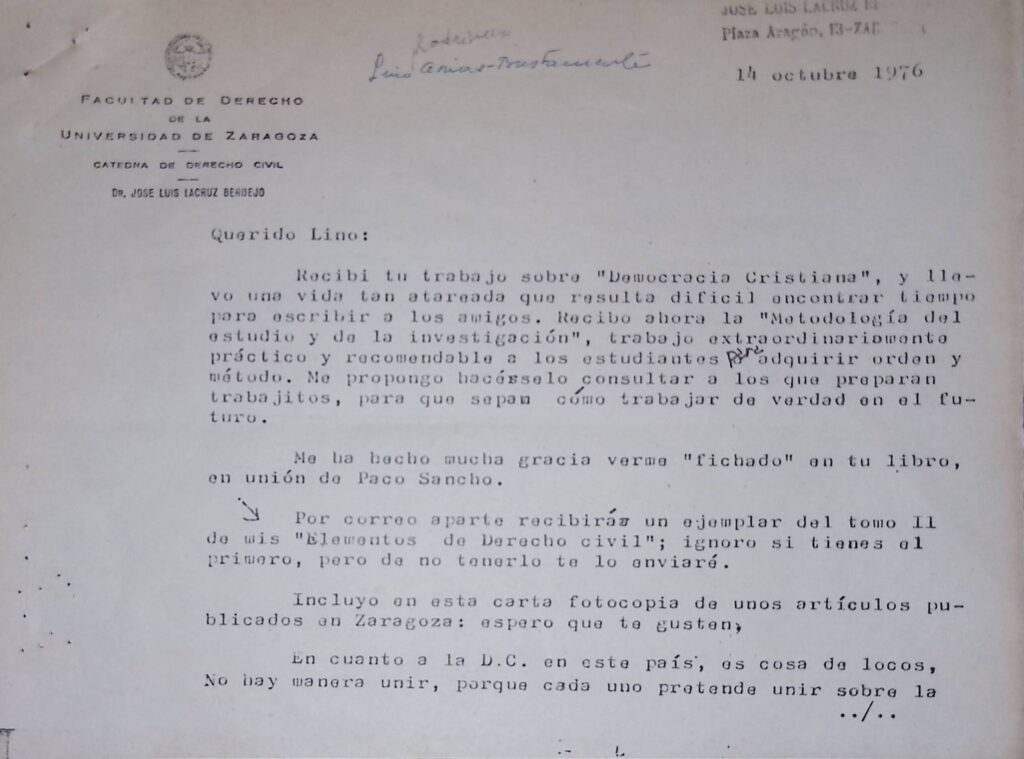 JOSE LUIS LACRUZ
Plaza Aragón, 13-ZA
14 octubre 1976
FACULTAD DE DERECHO
DE LA
UNIVERSIDAD DE ZARAGOZA
CATEDRA DE DERECHO CIVIL
DR. JOSE LUIS LACRUZ BERDEJO
Querido Lino:
Recibi tu trabajo sobre "Democracia Cristiana", y lle-
vo una vida tan atareada que resulta dificil encontrar tiempo
para escribir a los amigos. Recibo ahora la "Metodología del
estudio y de la investigación", trabajo extraordinariamente
práctico y recomendable a los estudiantes para adquirir orden y
método. Me propongo hacérselo consultar a los que preparan
trabajitos, para que sepan cómo trabajar de verdad en el fu-
turo.
Me ha hecho mucha gracia verme "fichado" en tu libro,
en unión de Paco Sancho.
Por correo aparte recibirás un ejemplar del tomo II
de mis "Elementos de Derecho civil"; ignoro si tienes el
primero, pero de no tenerlo te lo enviaré.
Incluyo en esta carta fotocopia de unos artículos pu-
blicados en Zaragoza: espero que te gusten,
En cuanto a la D.C. en este país, es cosa de locos,
No hay manera unir, porque cada uno pretende unir sobre la
../..